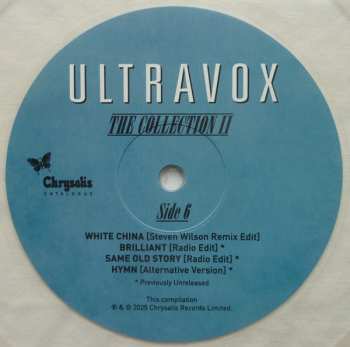 ULTRAVOX
THE COLLECTION II
Chrysalis
CATALOGUE
Side 6
WHITE CHINA [Steven Wilson Remix Edit]
BRILLIANT [Radio Edit] *
SAME OLD STORY [Radio Edit] *
HYMN [Alternative Version] *
* Previously Unreleased
This compilation
℗ & © 2025 Chrysalis Records Limited.